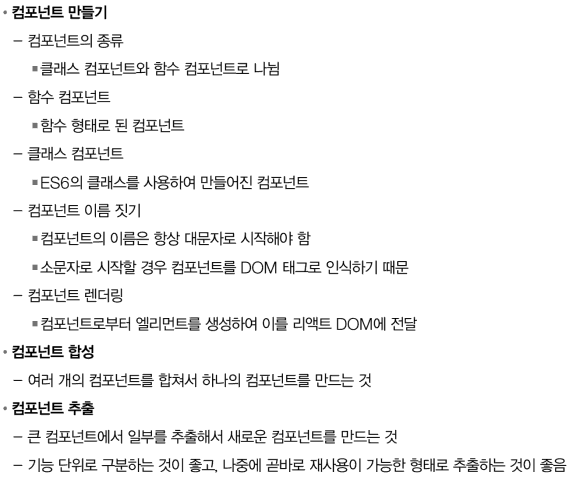 • 컴포넌트 만들기
– 컴포넌트의 종류
▪ 클래스 컴포넌트와 함수 컴포넌트로 나뉨
– 함수 컴포넌트
▪ 함수 형태로 된 컴포넌트
– 클래스 컴포넌트
▪ ES6의 클래스를 사용하여 만들어진 컴포넌트
– 컴포넌트 이름 짓기
▪ 컴포넌트의 이름은 항상 대문자로 시작해야 함
▪ 소문자로 시작할 경우 컴포넌트를 DOM 태그로 인식하기 때문
– 컴포넌트 렌더링
▪ 컴포넌트로부터 엘리먼트를 생성하여 이를 리액트 DOM에 전달
• 컴포넌트 합성
– 여러 개의 컴포넌트를 합쳐서 하나의 컴포넌트를 만드는 것
• 컴포넌트 추출
– 큰 컴포넌트에서 일부를 추출해서 새로운 컴포넌트를 만드는 것
– 기능 단위로 구분하는 것이 좋고, 나중에 곧바로 재사용이 가능한 형태로 추출하는 것이 좋음